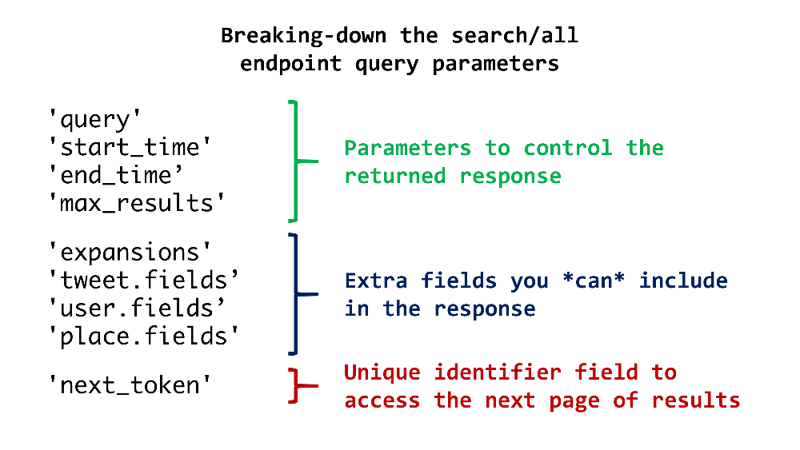 Breaking-down the search/all
endpoint query parameters
'query'
'start_time'
'end_time’
'max_results'
Parameters to control the
returned response
'expansions'
'tweet.fields’
'user.fields’
'place.fields'
Extra fields you *can* include
in the response
'next_token'
Unique identifier field to
access the next page of results